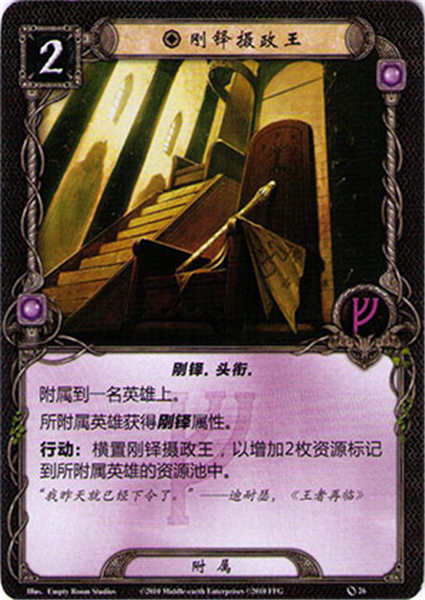 2
刚铎摄政王
刚铎。头衔。
附属到一名英雄上。
所附属英雄获得刚铎属性。
行动：横置刚铎摄政王，以增加2枚资源标记
到所附属英雄的资源池中。
“我昨天就已经下令了。”——迪耐瑟，《王者再临》
附属
Illus. Empty Room Studios ©2010 Middle-earth Enterprises ©2010 FFG 26